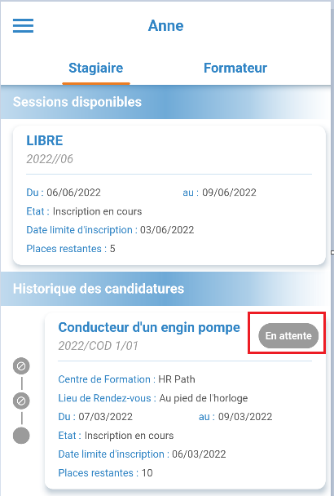 Anne
Stagiaire Formateur
Sessions disponibles
LIBRE
2022//06
Du : 06/06/2022 au : 09/06/2022
Etat : Inscription en cours
Date limite d'inscription : 03/06/2022
Places restantes : 5
Historique des candidatures
Conducteur d'un engin pompe En attente
2022/COD 1/01
Centre de Formation : HR Path
Lieu de Rendez-vous : Au pied de l'horloge
Du : 07/03/2022 au : 09/03/2022
Etat : Inscription en cours
Date limite d'inscription : 06/03/2022
Places restantes : 10